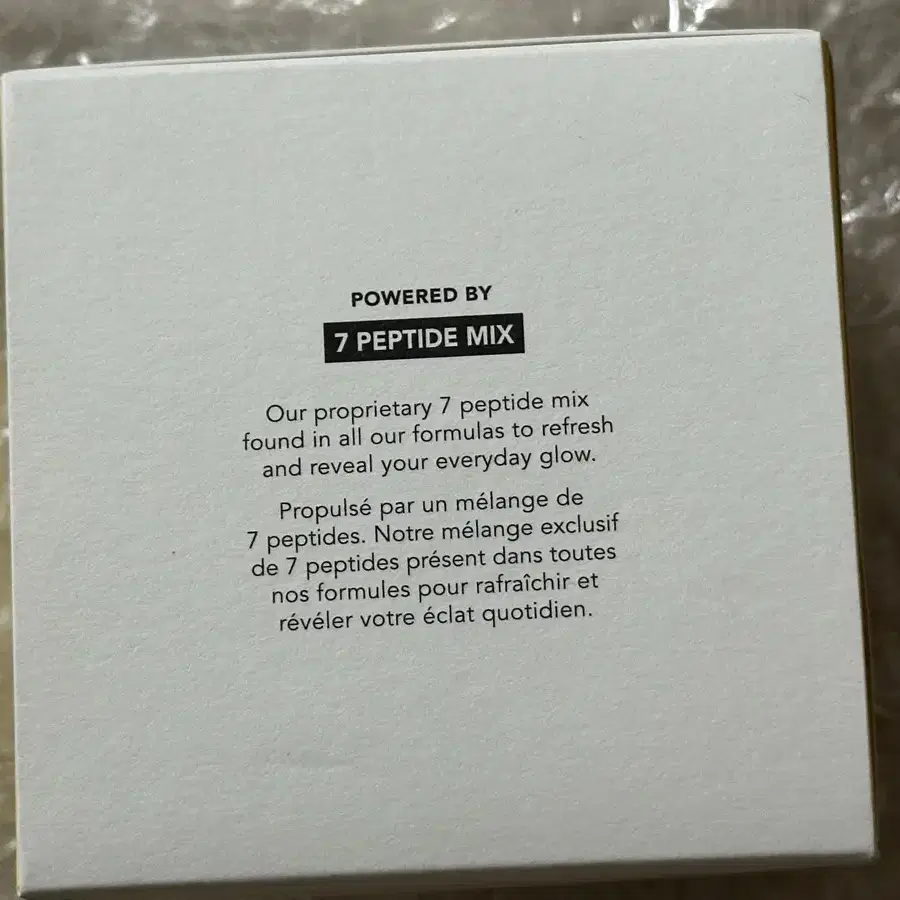 POWERED BY
7 PEPTIDE MIX
Our proprietary 7 peptide mix
found in all our formulas to refresh
and reveal your everyday glow.
Propulsé par un mélange de
7 peptides. Notre mélange exclusif
de 7 peptides présent dans toutes
nos formules pour rafraîchir et
révéler votre éclat quotidien.